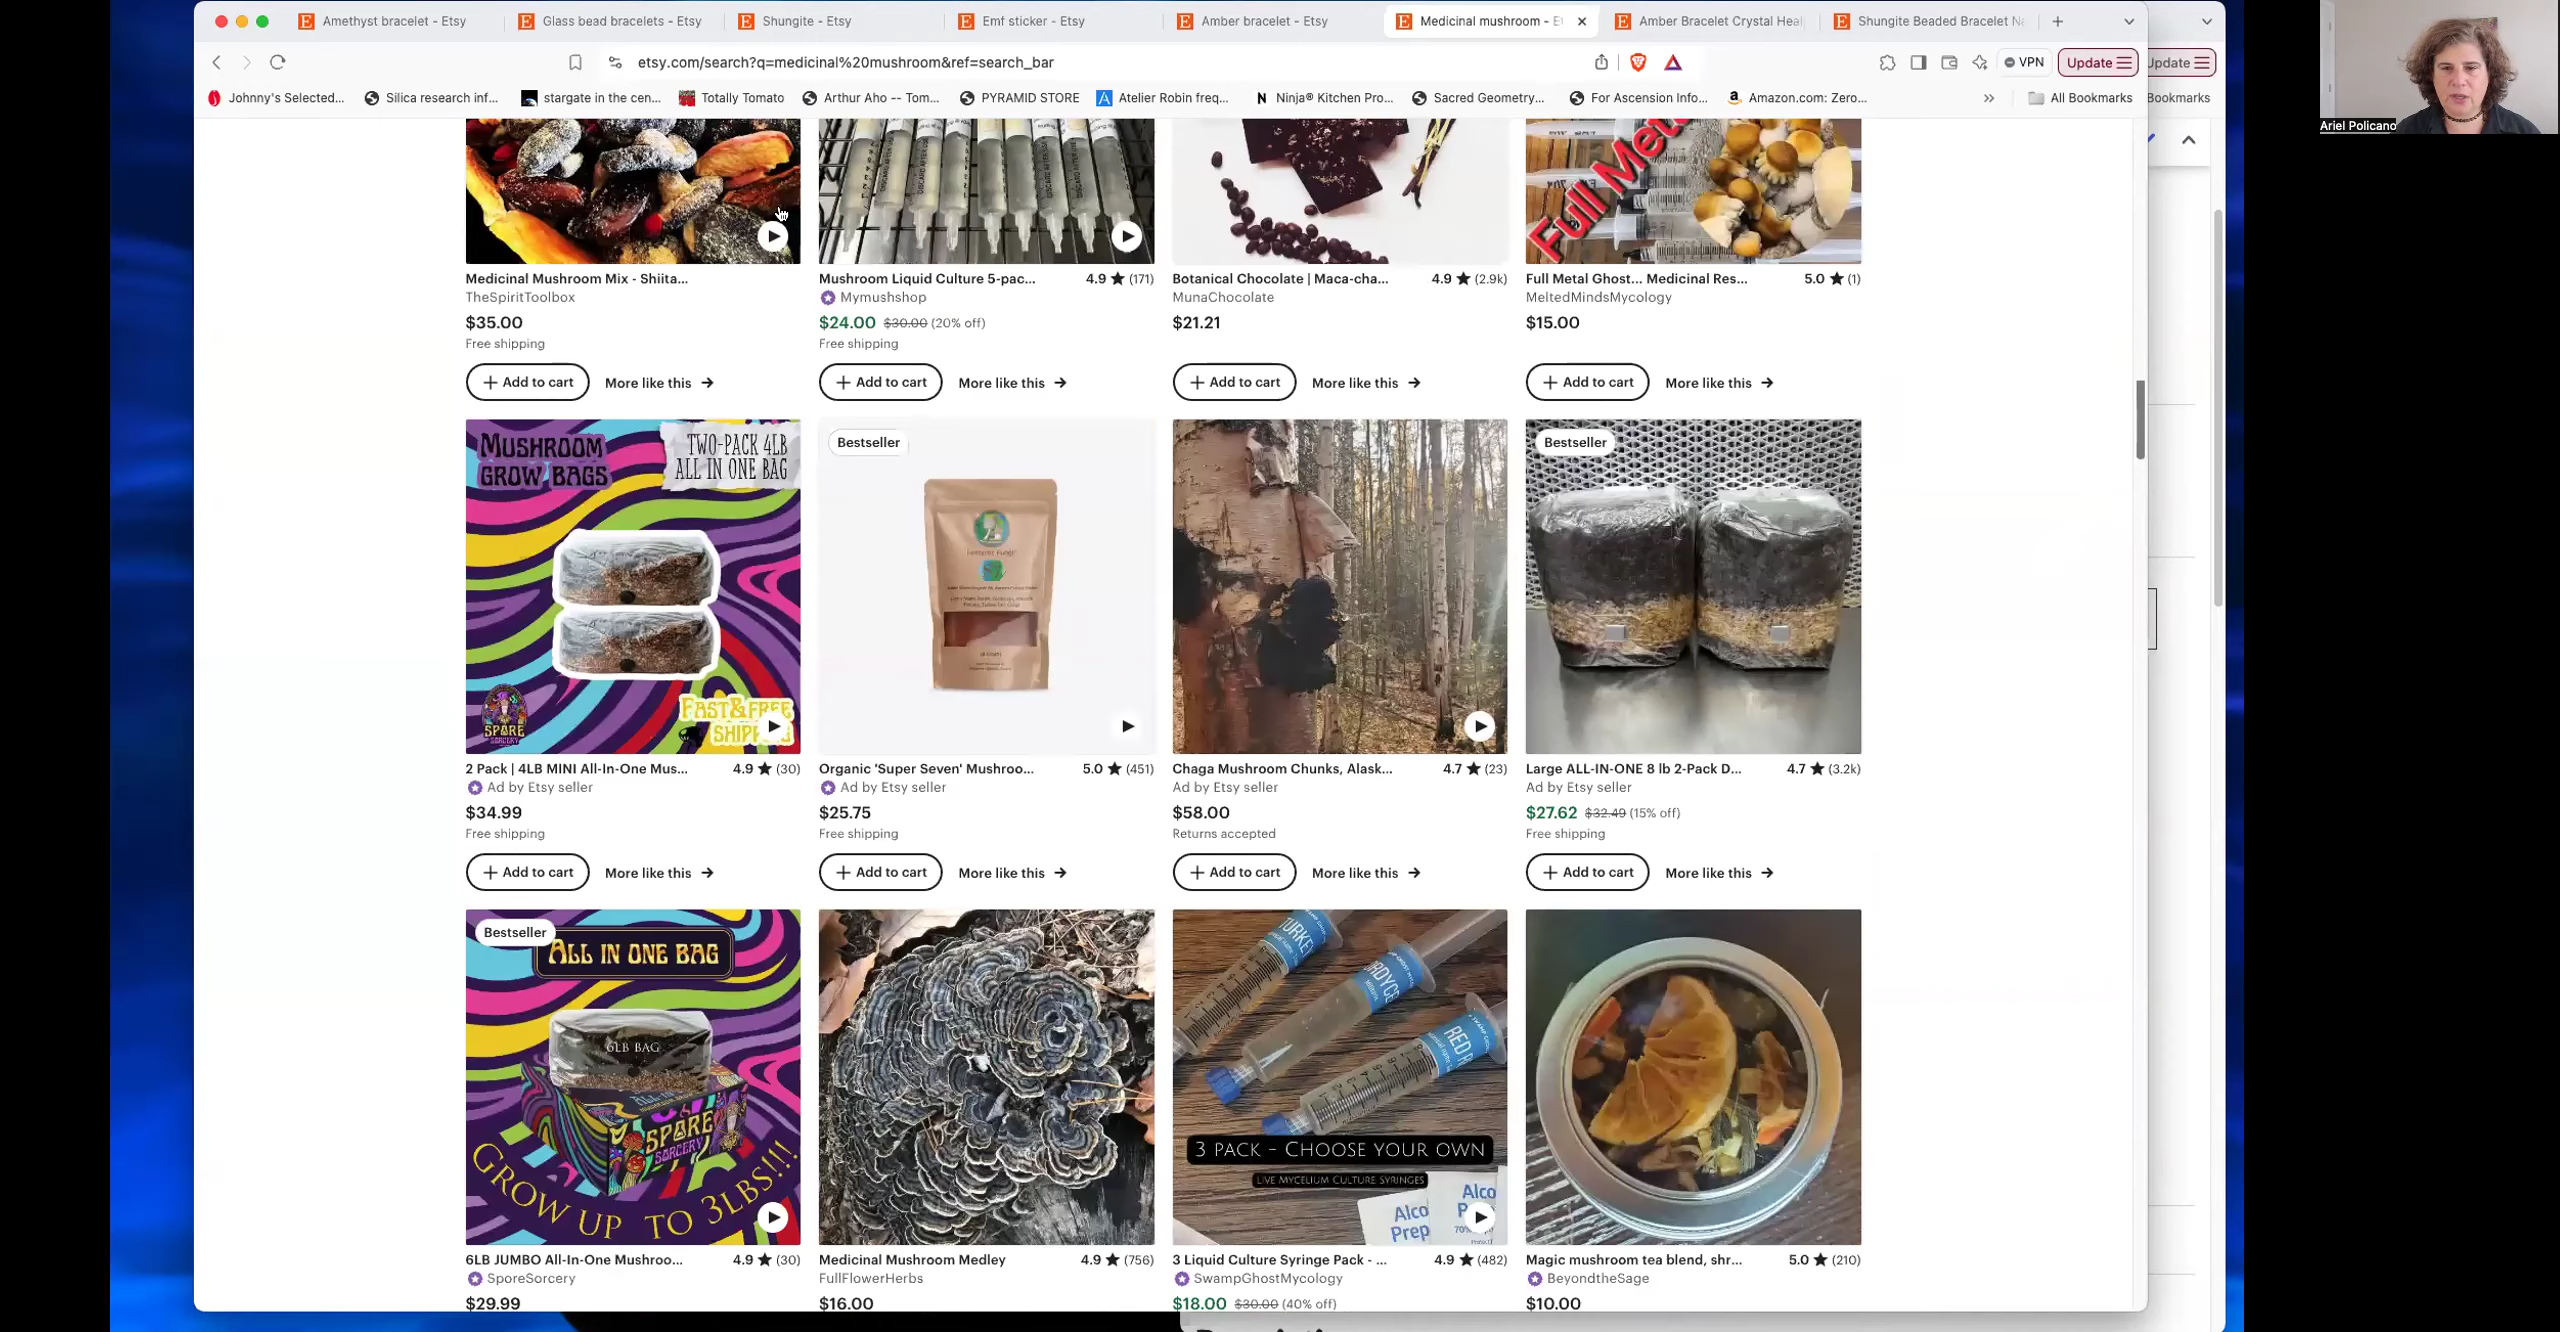 Amethyst bracelet - Etsy
Glass bead bracelets - Etsy
Shungite - Etsy
Emf sticker - Etsy
Amber bracelet - Etsy
Medicinal mushroom - E
Amber Bracelet Crystal Hea
Shungite Beaded Bracelet N
etsy.com/search?q=medicinal%20mushroom&ref=search_bar
VPN
Update
Update
Johnny's Selected...
Silica research inf...
stargate in the cen...
Totally Tomato
Arthur Aho -- Tom...
PYRAMID STORE
Atelier Robin freq...
Ninja® Kitchen Pro...
Sacred Geometry...
For Ascension Info...
Amazon.com: Zero...
All Bookmarks
Bookmarks
Ariel Policano
Full Met
Medicinal Mushroom Mix - Shiita...
TheSpiritToolbox
$35.00
Free shipping
Add to cart
More like this
Mushroom Liquid Culture 5-pac...
4.9 (171)
Mymushshop
$24.00 $30.00 (20% off)
Free shipping
Add to cart
More like this
Botanical Chocolate | Maca-cha...
4.9 (2.9k)
MunaChocolate
$21.21
Add to cart
More like this
Full Metal Ghost... Medicinal Res...
5.0 (1)
MeltedMindsMycology
$15.00
Add to cart
More like this
MUSHROOM
GROW BAGS
TWO-PACK 4LB
ALL IN ONE BAG
SPORE
SORCERY
FAST&FREE
2 Pack | 4LB MINI All-In-One Mus...
4.9 (30)
Ad by Etsy seller
$34.99
Free shipping
Add to cart
More like this
Bestseller
Organic 'Super Seven' Mushroo...
5.0 (451)
Ad by Etsy seller
$25.75
Free shipping
Add to cart
More like this
Chaga Mushroom Chunks, Alask...
4.7 (23)
Ad by Etsy seller
$58.00
Returns accepted
Add to cart
More like this
Bestseller
Large ALL-IN-ONE 8 lb 2-Pack D...
4.7 (3.2k)
Ad by Etsy seller
$27.62 $32.49 (15% off)
Free shipping
Add to cart
More like this
Bestseller
ALL IN ONE BAG
6LB BAG
SPORE
SORCERY
GROW UP TO 3LBS!!!
6LB JUMBO All-In-One Mushroo...
4.9 (30)
SporeSorcery
$29.99
Medicinal Mushroom Medley
4.9 (756)
FullFlowerHerbs
$16.00
TURKEY
RDYCE
RED R
3 PACK - CHOOSE YOUR OWN
LIVE MYCELIUM CULTURE SYRINGES
Alco
Prep
Alco
3 Liquid Culture Syringe Pack - ...
4.9 (482)
SwampGhostMycology
$18.00 $30.00 (40% off)
Magic mushroom tea blend, shr...
5.0 (210)
BeyondtheSage
$10.00